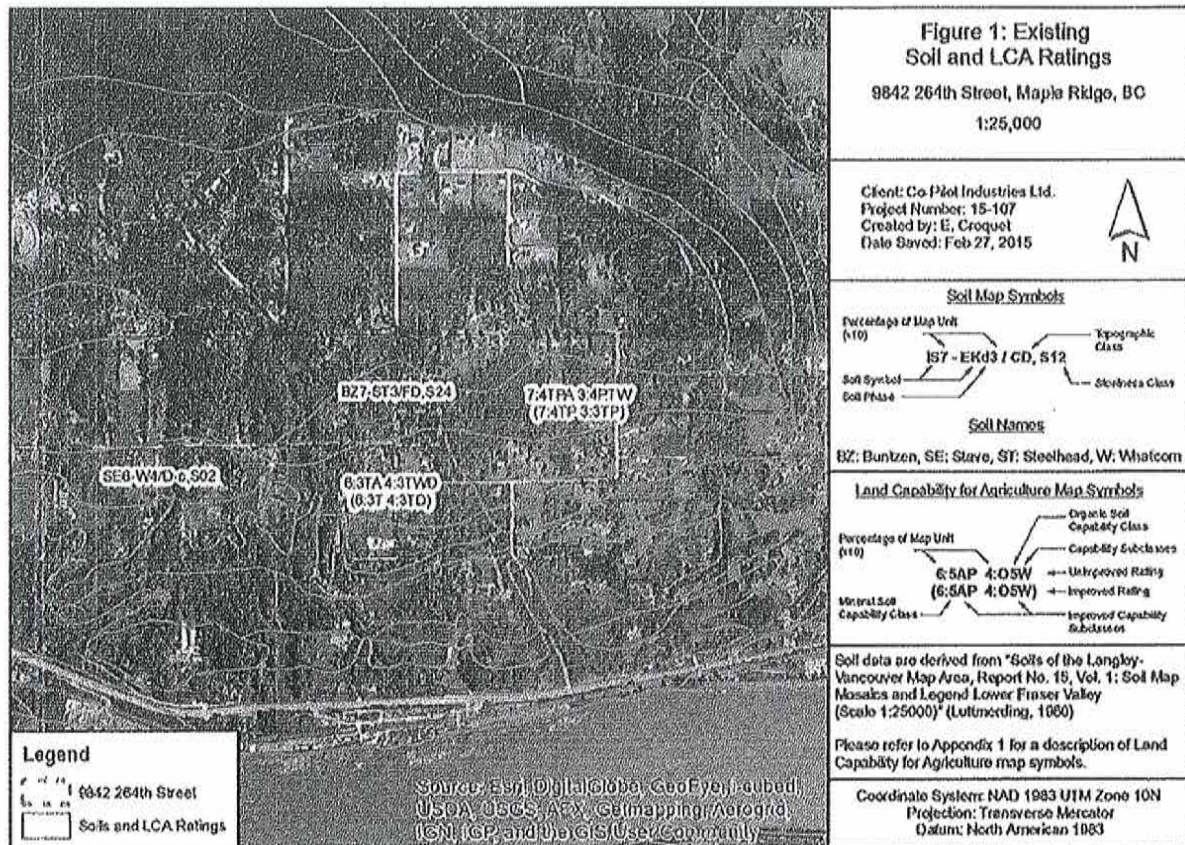 Figure 1: Existing
Soil and LCA Ratings
9842 264th Street, Maple Ridge, BC
1:25,000
Client: Co-Pilot Industries Ltd.
Project Number: 15-107
Created by: E. Croquet
Date Saved: Feb 27, 2015
N
Soil Map Symbols
Percentage of Map Unit
(x10)
Topographic
Class
IS7 - EKd3 / CD, S12
Soil Symbol
Soil Phase
Stoniness Class
Soil Names
BZ: Buntzen, SE: Stave, ST: Steelhead, W: Whatcom
Land Capability for Agriculture Map Symbols
Organic Soil
Capability Class
Percentage of Map Unit
(x10)
Capability Subclasses
6:5AP 4:O5W
Unimproved Rating
(6:5AP 4:O5W)
Improved Rating
Mineral Soil
Capability Class
Improved Capability
Subclasses
Soil data are derived from "Soils of the Langley-
Vancouver Map Area, Report No. 15, Vol. 1: Soil Map
Mosaics and Legend Lower Fraser Valley
(Scale 1:25000)" (Luttmerding, 1980)
Please refer to Appendix 1 for a description of Land
Capability for Agriculture map symbols.
Coordinate System: NAD 1983 UTM Zone 10N
Projection: Transverse Mercator
Datum: North American 1983
BZ7-ST3/FD,S24
7:4TPA 3:4PTW
(7:4TP 3:3TP)
6:3TA 4:3TWD
(6:3T 4:3TD)
Legend
9842 264th Street
Soils and LCA Ratings
Source: Esri, DigitalGlobe, GeoEye, i-cubed,
USDA, USGS, AEX, Getmapping, Aerogrid,
IGN, IGP, and the GIS User Community